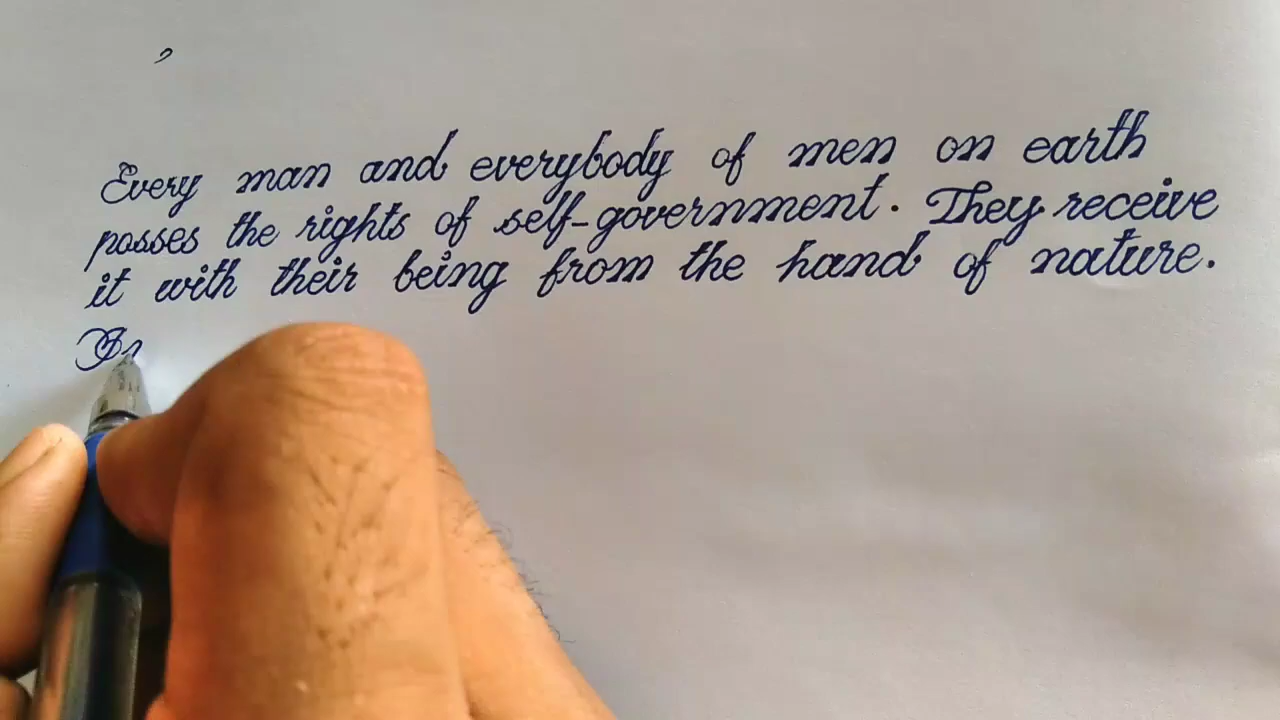 Every man and everybody of men on earth
posses the rights of self-government. They receive
it with their being from the hand of nature.